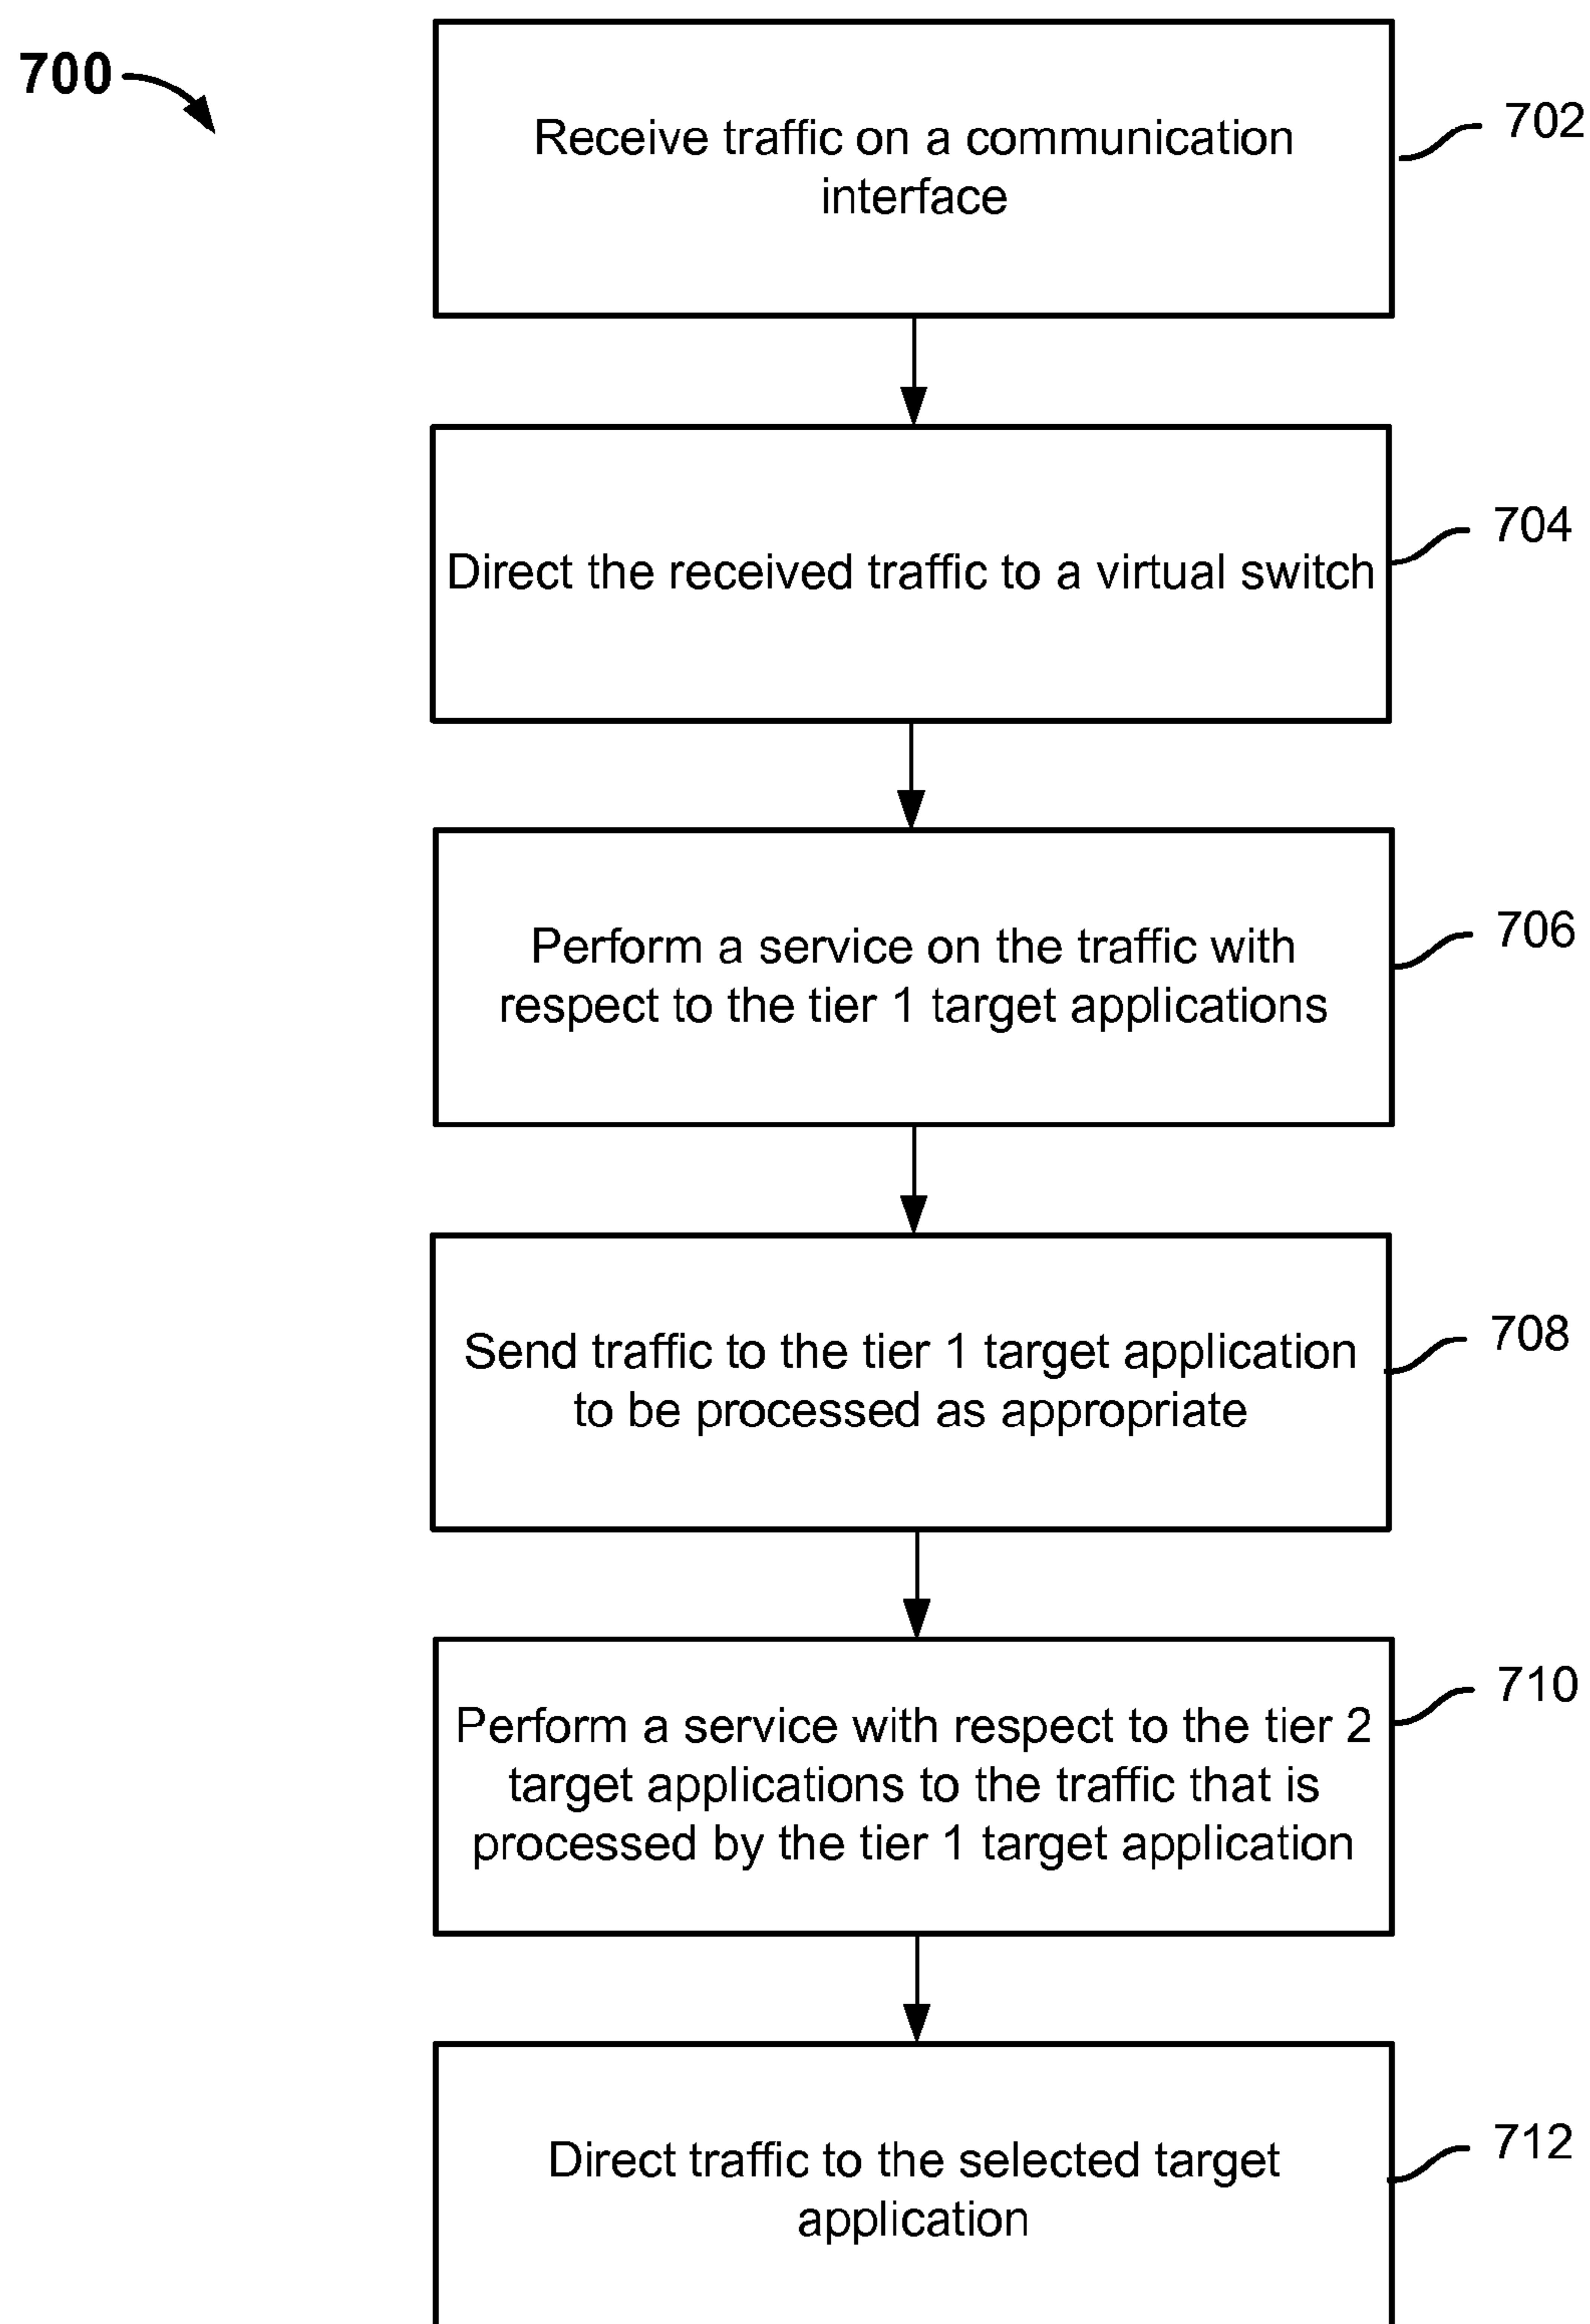 700
Receive traffic on a communication
interface
702
Direct the received traffic to a virtual switch
704
Perform a service on the traffic with
respect to the tier 1 target applications
706
Send traffic to the tier 1 target application
to be processed as appropriate
708
Perform a service with respect to the tier 2
target applications to the traffic that is
processed by the tier 1 target application
710
Direct traffic to the selected target
application
712